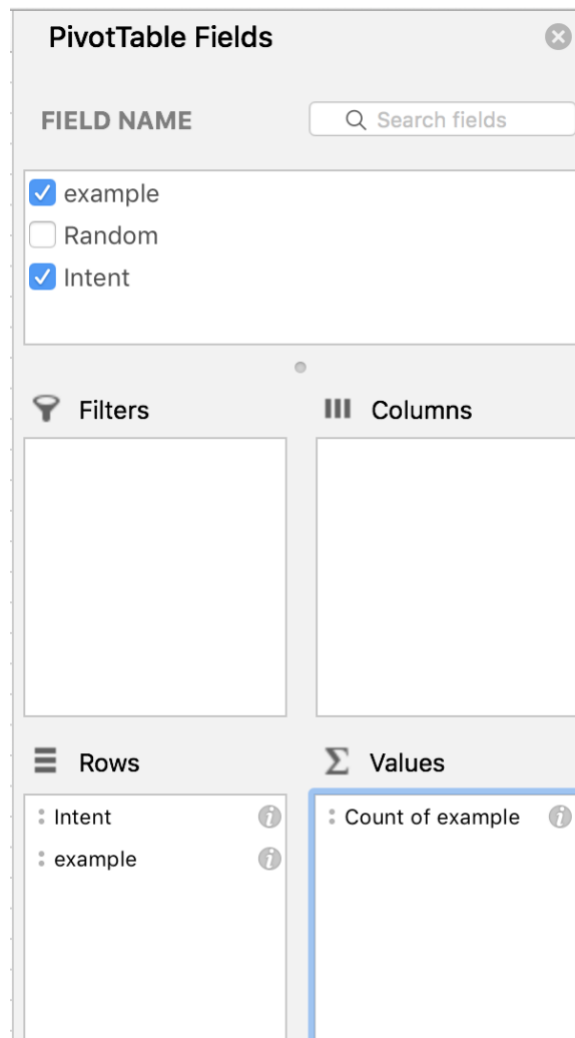 PivotTable Fields
FIELD NAME
Search fields
example
Random
Intent
Filters
Columns
Rows
Values
Intent
example
Count of example